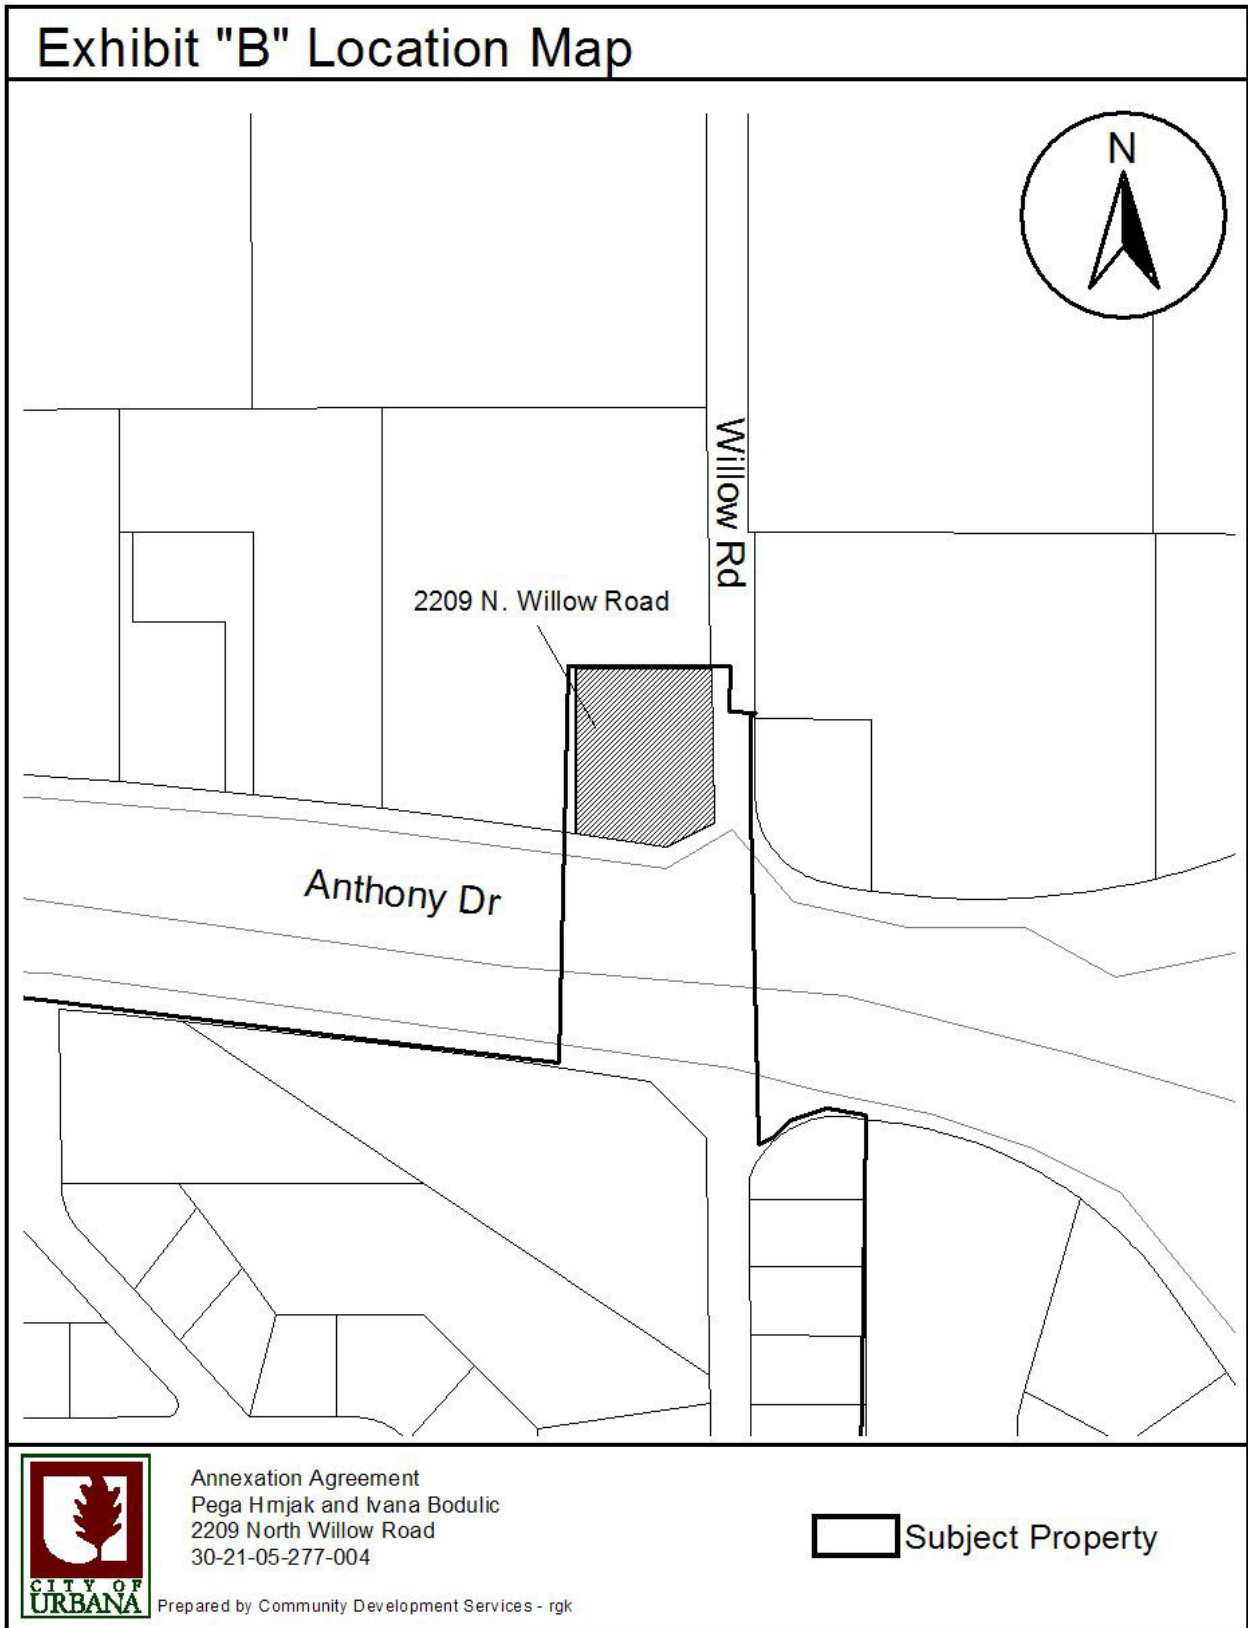 Exhibit "B" Location Map
N
Willow Rd
2209 N. Willow Road
Anthony Dr
Annexation Agreement
Pega Hrnjak and Ivana Bodulic
2209 North Willow Road
30-21-05-277-004
Subject Property
CITY OF
URBANA
Prepared by Community Development Services - rgk